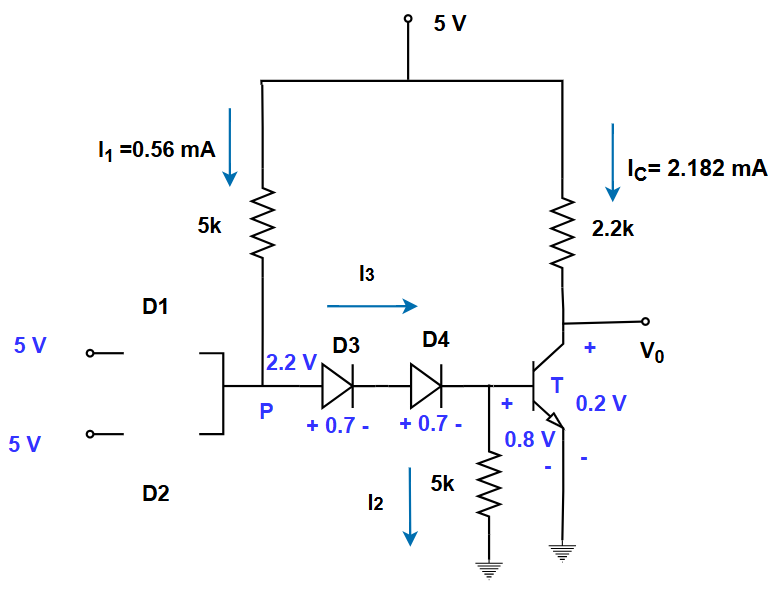 5 V
I1 =0.56 mA
IC= 2.182 mA
5k
2.2k
I3
D1
5 V
D3
D4
V0
2.2 V
P
T
+
+ 0.7 -
+ 0.7 -
+
0.2 V
5 V
0.8 V
-
-
D2
I2
5k